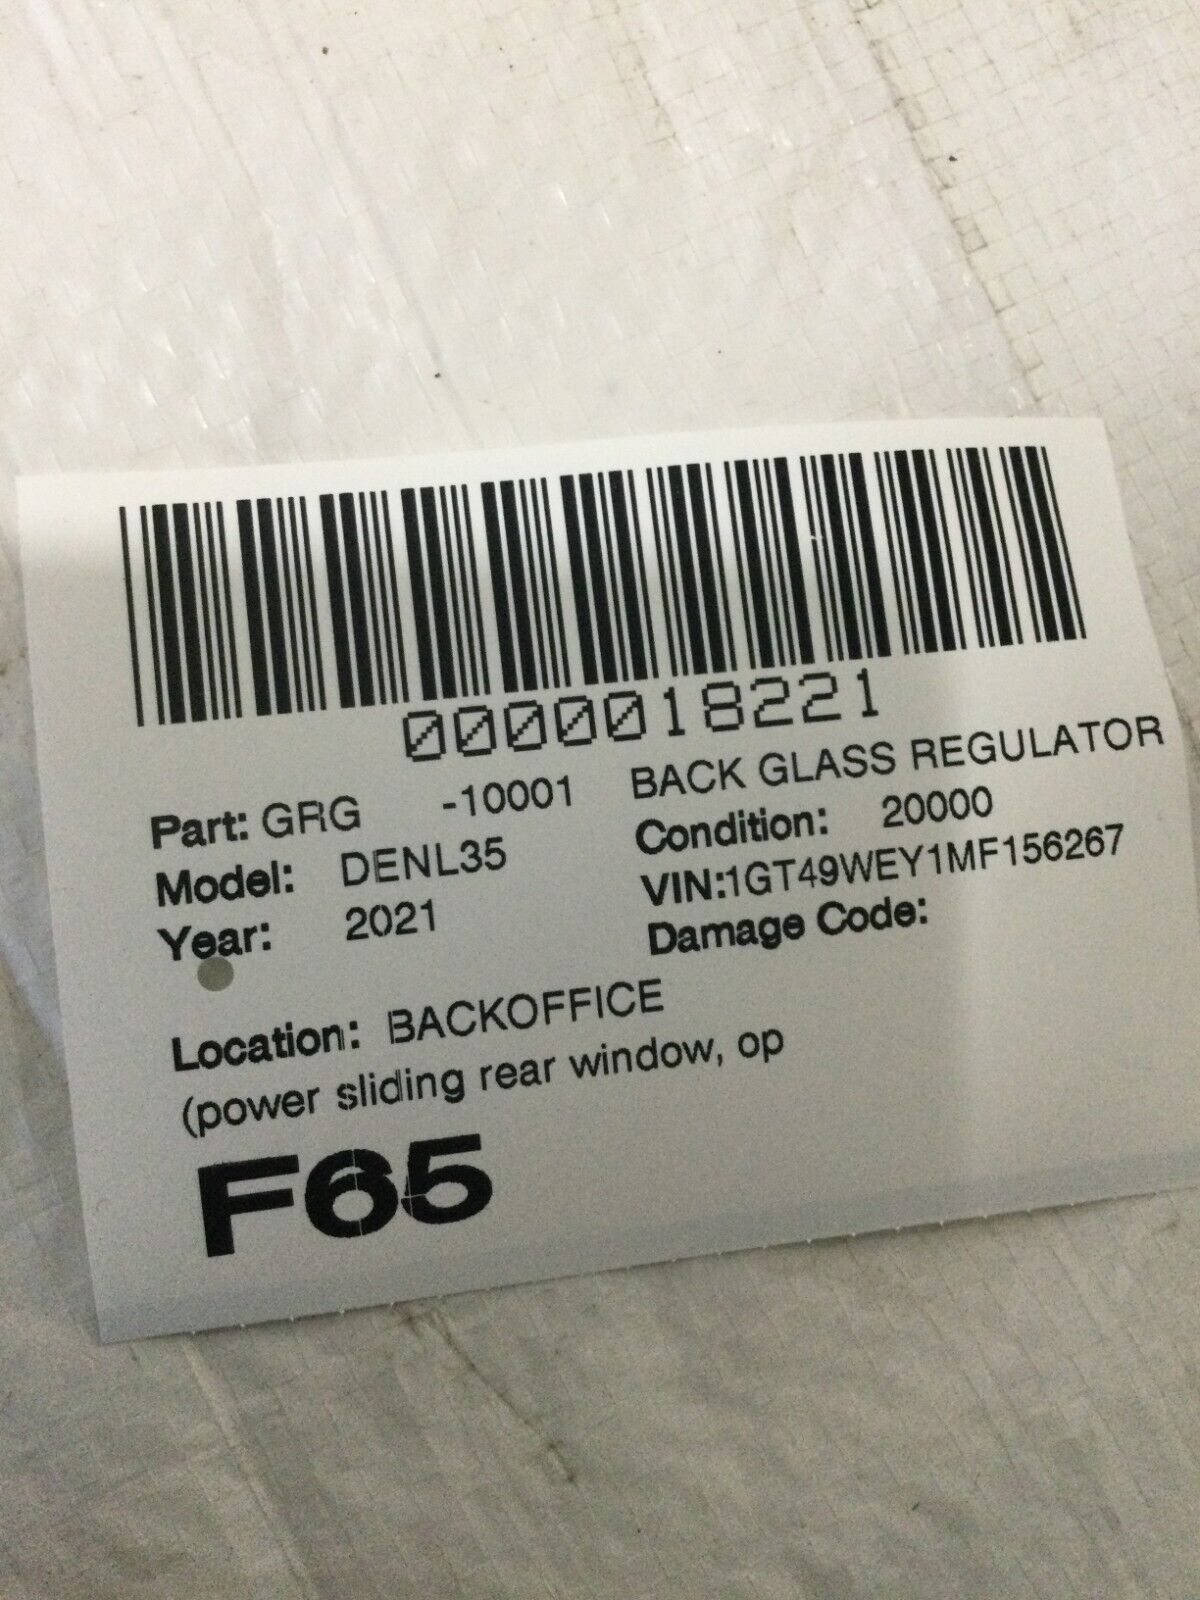 0000018221
Part: GRG -10001 BACK GLASS REGULATOR
Model: DENL35 Condition: 20000
Year: 2021 VIN:1GT49WEY1MF156267
Damage Code:
Location: BACKOFFICE
(power sliding rear window, op
F65